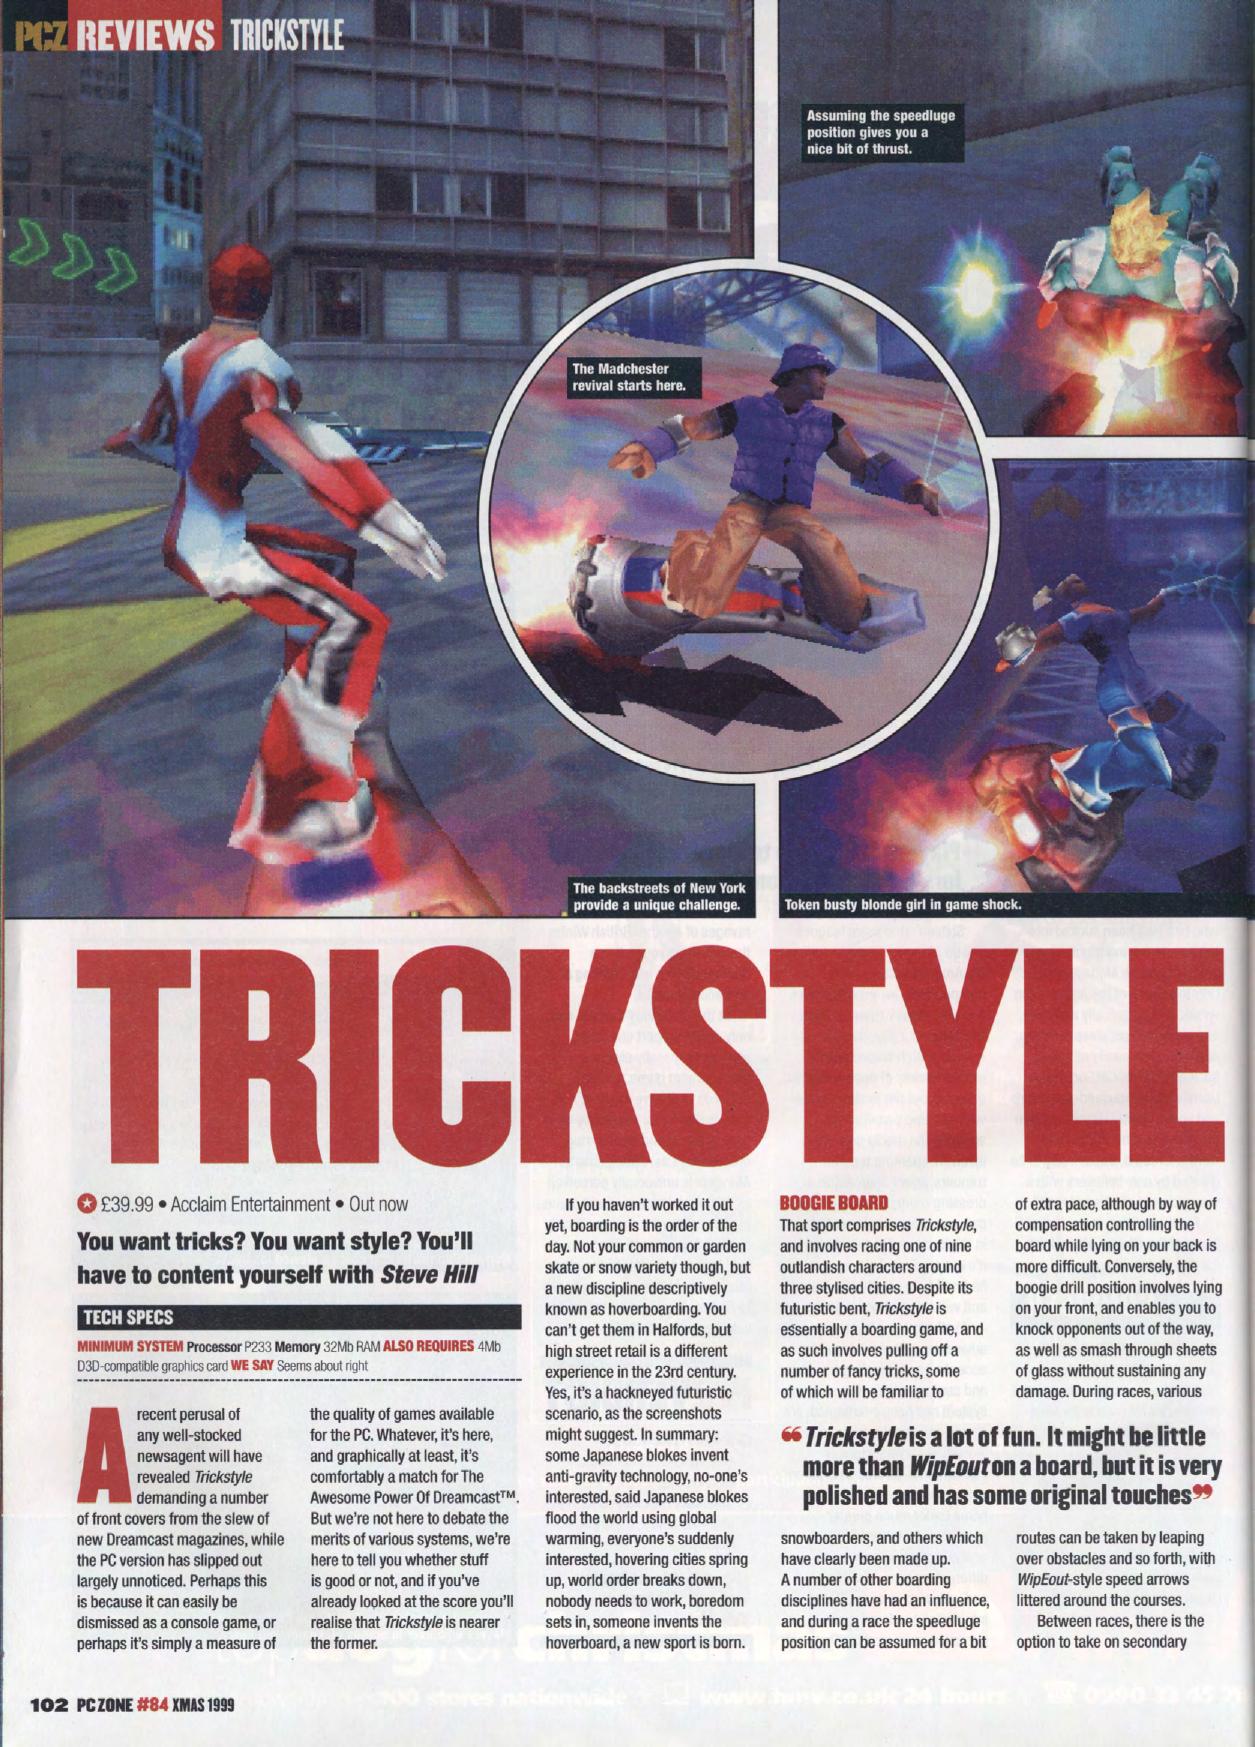 PCZ REVIEWS TRICKSTYLE
Assuming the speedluge
position gives you a
nice bit of thrust.
The Madchester
revival starts here.
The backstreets of New York
provide a unique challenge.
Token busty blonde girl in game shock.
TRICKSTYLE
£39.99 • Acclaim Entertainment • Out now
You want tricks? You want style? You'll
have to content yourself with Steve Hill
TECH SPECS
MINIMUM SYSTEM Processor P233 Memory 32Mb RAM ALSO REQUIRES 4Mb
D3D-compatible graphics card WE SAY Seems about right
A recent perusal of
any well-stocked
newsagent will have
revealed Trickstyle
demanding a number
of front covers from the slew of
new Dreamcast magazines, while
the PC version has slipped out
largely unnoticed. Perhaps this
is because it can easily be
dismissed as a console game, or
perhaps it's simply a measure of
the quality of games available
for the PC. Whatever, it's here,
and graphically at least, it's
comfortably a match for The
Awesome Power Of Dreamcast™.
But we're not here to debate the
merits of various systems, we're
here to tell you whether stuff
is good or not, and if you've
already looked at the score you'll
realise that Trickstyle is nearer
the former.
If you haven't worked it out
yet, boarding is the order of the
day. Not your common or garden
skate or snow variety though, but
a new discipline descriptively
known as hoverboarding. You
can't get them in Halfords, but
high street retail is a different
experience in the 23rd century.
Yes, it's a hackneyed futuristic
scenario, as the screenshots
might suggest. In summary:
some Japanese blokes invent
anti-gravity technology, no-one's
interested, said Japanese blokes
flood the world using global
warming, everyone's suddenly
interested, hovering cities spring
up, world order breaks down,
nobody needs to work, boredom
sets in, someone invents the
hoverboard, a new sport is born.
BOOGIE BOARD
That sport comprises Trickstyle,
and involves racing one of nine
outlandish characters around
three stylised cities. Despite its
futuristic bent, Trickstyle is
essentially a boarding game, and
as such involves pulling off a
number of fancy tricks, some
of which will be familiar to
snowboarders, and others which
have clearly been made up.
A number of other boarding
disciplines have had an influence,
and during a race the speedluge
position can be assumed for a bit
of extra pace, although by way of
compensation controlling the
board while lying on your back is
more difficult. Conversely, the
boogie drill position involves lying
on your front, and enables you to
knock opponents out of the way,
as well as smash through sheets
of glass without sustaining any
damage. During races, various
routes can be taken by leaping
over obstacles and so forth, with
WipEout-style speed arrows
littered around the courses.
Between races, there is the
option to take on secondary
❝Trickstyle is a lot of fun. It might be little
more than WipEout on a board, but it is very
polished and has some original touches❞
102 PC ZONE #84 XMAS 1999